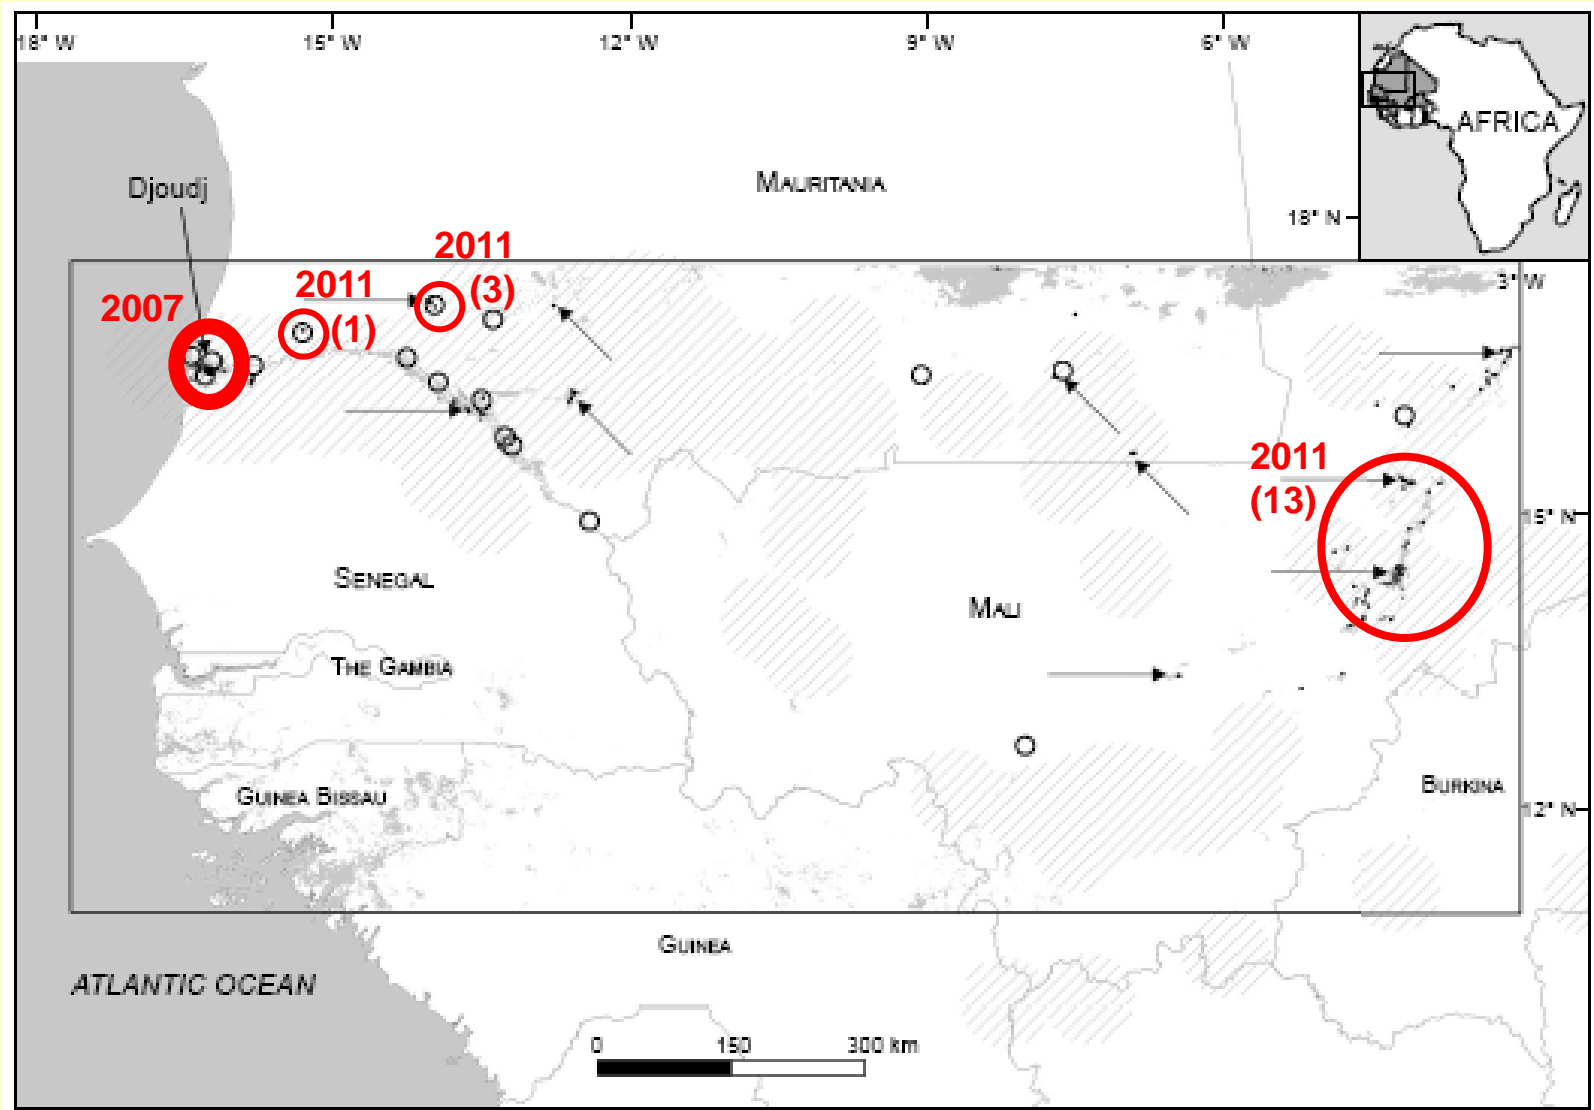 18° W
15° W
12° W
9° W
6° W
AFRICA
Djoudj
MAURITANIA
18° N
2011
(3)
2011
(1)
2007
3° W
2011
(13)
15° N
SENEGAL
MALI
THE GAMBIA
GUINEA BISSAU
BURKINA
12° N
GUINEA
ATLANTIC OCEAN
0 150 300 km